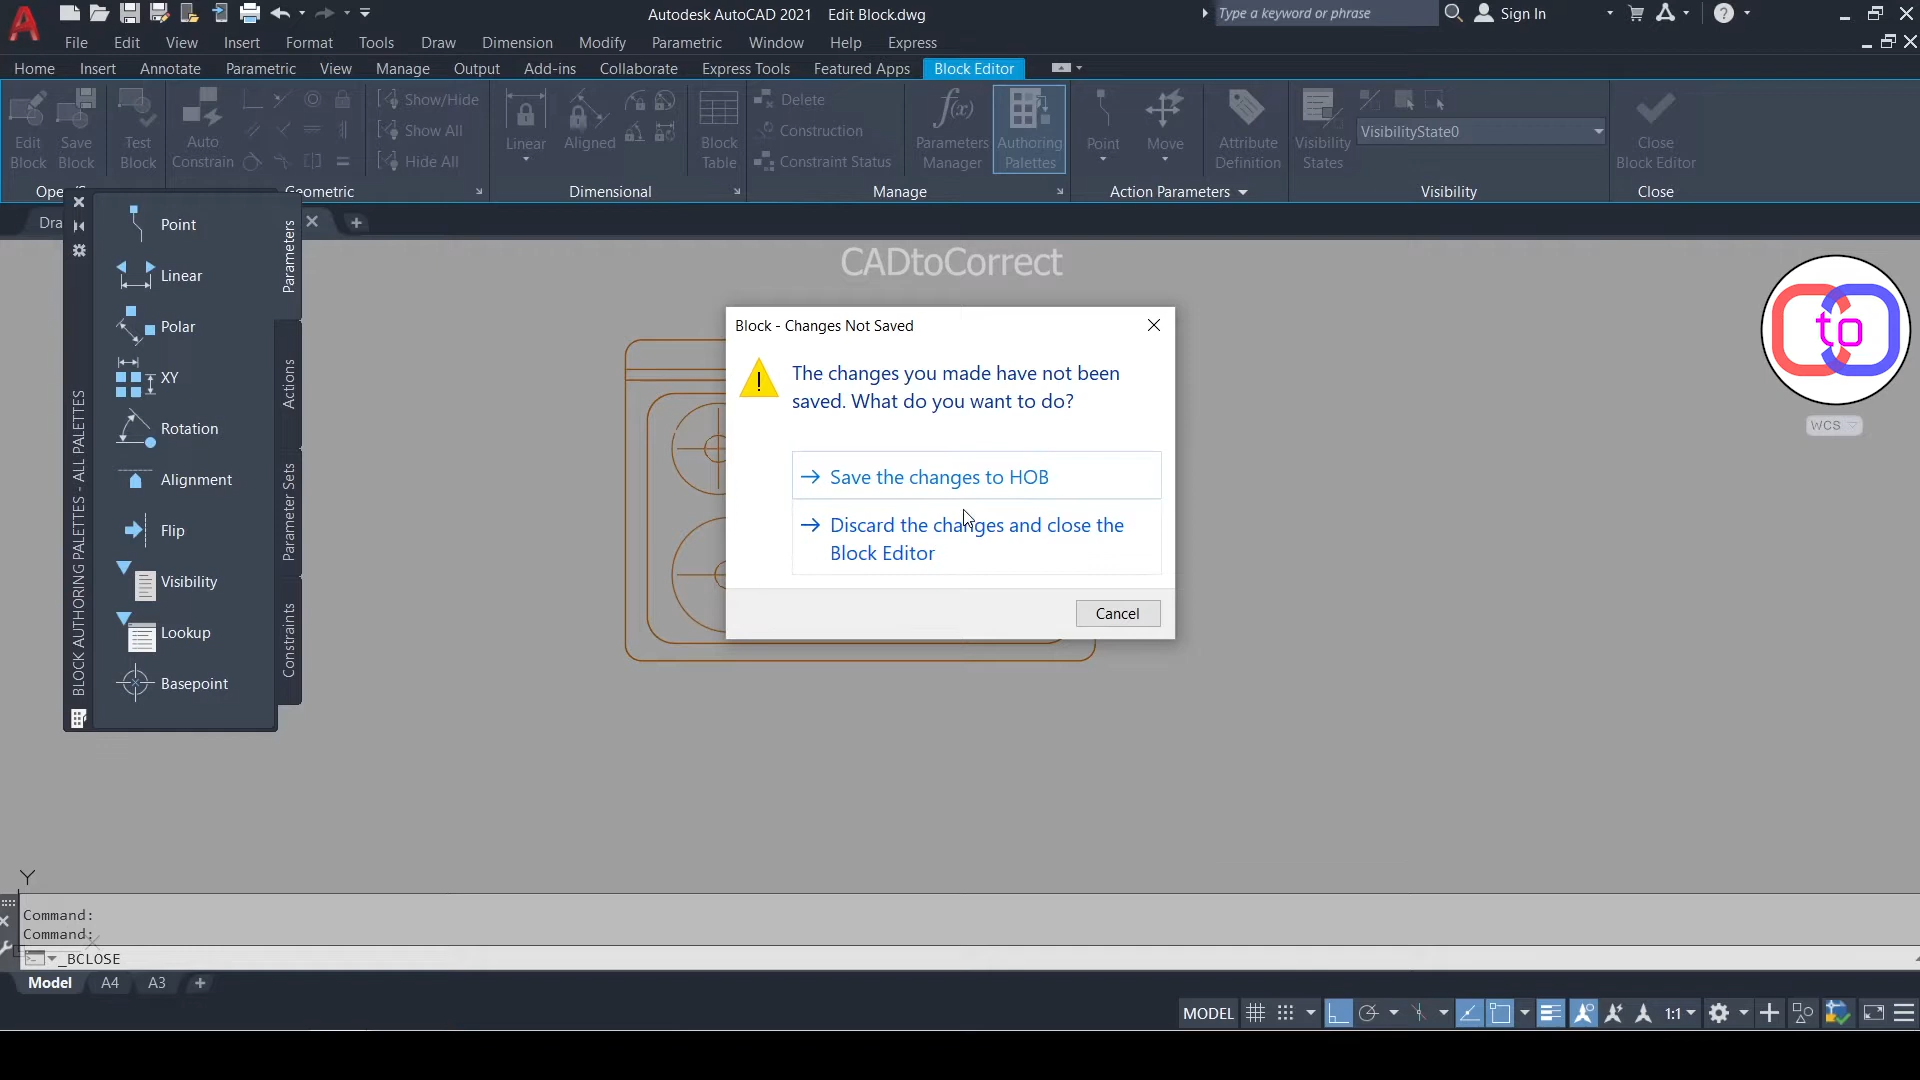 Autodesk AutoCAD 2021 Edit Block.dwg
Type a keyword or phrase
Sign In
File Edit View Insert Format Tools Draw Dimension Modify Parametric Window Help Express
Home Insert Annotate Parametric View Manage Output Add-ins Collaborate Express Tools Featured Apps Block Editor
Edit Block
Save Block
Test Block
Auto Constrain
Show/Hide
Show All
Hide All
Linear
Aligned
Block Table
Delete
Construction
Constraint Status
Parameters Manager
Authoring Palettes
Point
Move
Attribute Definition
Visibility States
VisibilityState0
Close Block Editor
Geometric
Dimensional
Manage
Action Parameters
Visibility
Close
Dra
CADtoCorrect
to
WCS
BLOCK AUTHORING PALETTES - ALL PALETTES
Point
Linear
Polar
XY
Rotation
Alignment
Flip
Visibility
Lookup
Basepoint
Parameters
Actions
Parameter Sets
Constraints
Block - Changes Not Saved
The changes you made have not been
saved. What do you want to do?
Save the changes to HOB
Discard the changes and close the
Block Editor
Cancel
Y
Command:
Command:
_BCLOSE
Model A4 A3
MODEL
1:1